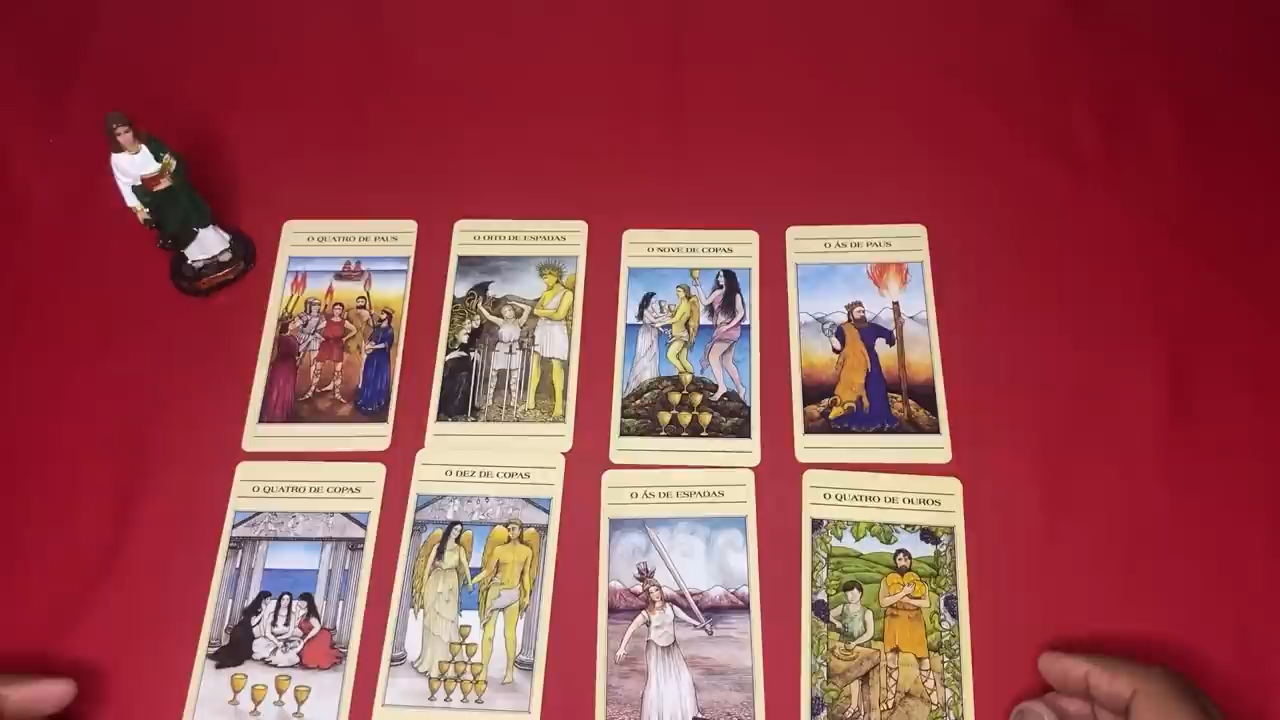 O QUATRO DE PAUS
O OITO DE ESPADAS
O NOVE DE COPAS
O ÁS DE PAUS
O QUATRO DE COPAS
O DEZ DE COPAS
O ÁS DE ESPADAS
O QUATRO DE OUROS